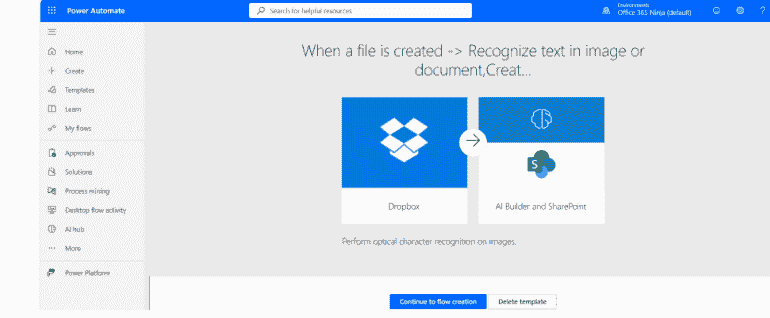 Power Automate
Search for helpful resources
Environments
Office 365 Ninja (default)
?
Home
Create
Templates
Learn
My flows
Approvals
Solutions
Process mining
Desktop flow activity
AI hub
More
Power Platform
When a file is created -> Recognize text in image or
document,Creat...
Dropbox
S
AI Builder and SharePoint
Perform optical character recognition on images.
Continue to flow creation
Delete template